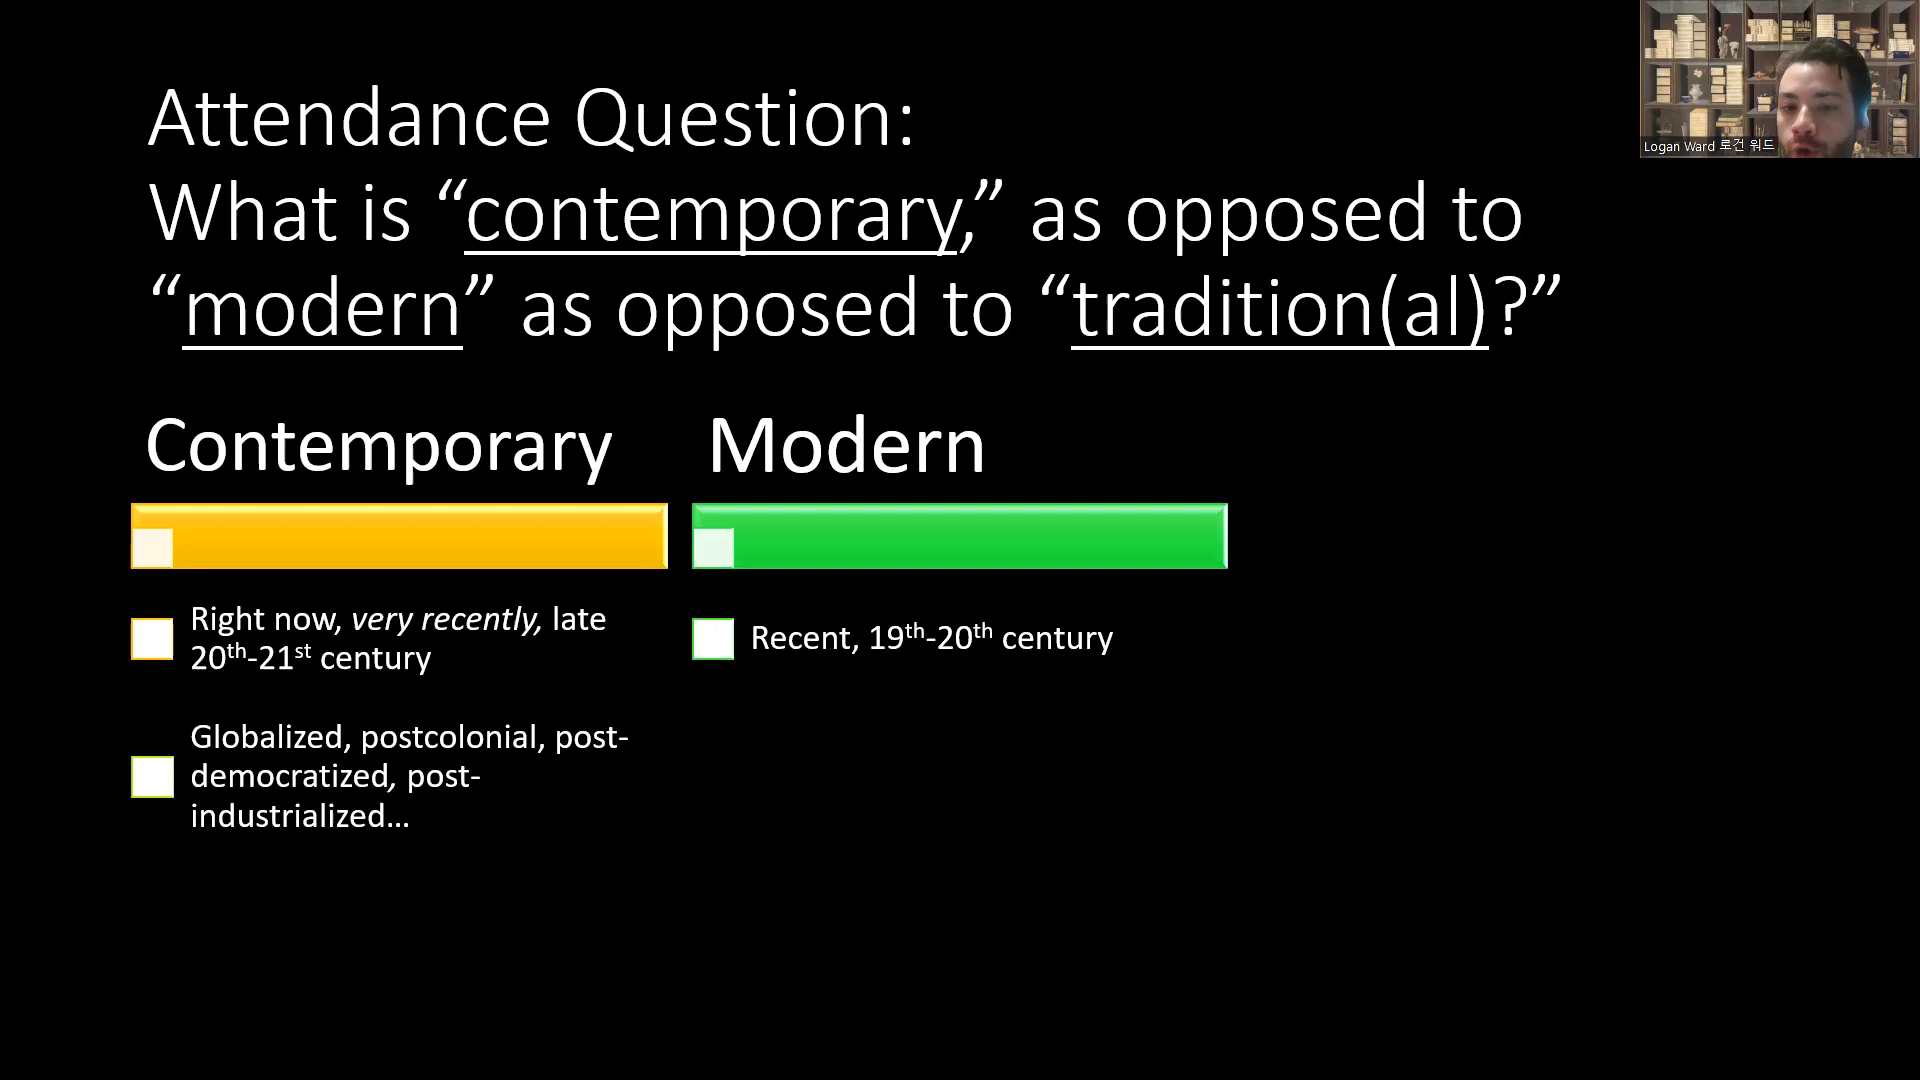 Attendance Question:
What is “contemporary,” as opposed to
“modern” as opposed to “tradition(al)?”
Contemporary
Right now, very recently, late
20th-21st century
Globalized, postcolonial, post-
democratized, post-
industrialized...
Modern
Recent, 19th-20th century
Logan Ward 로건 워드